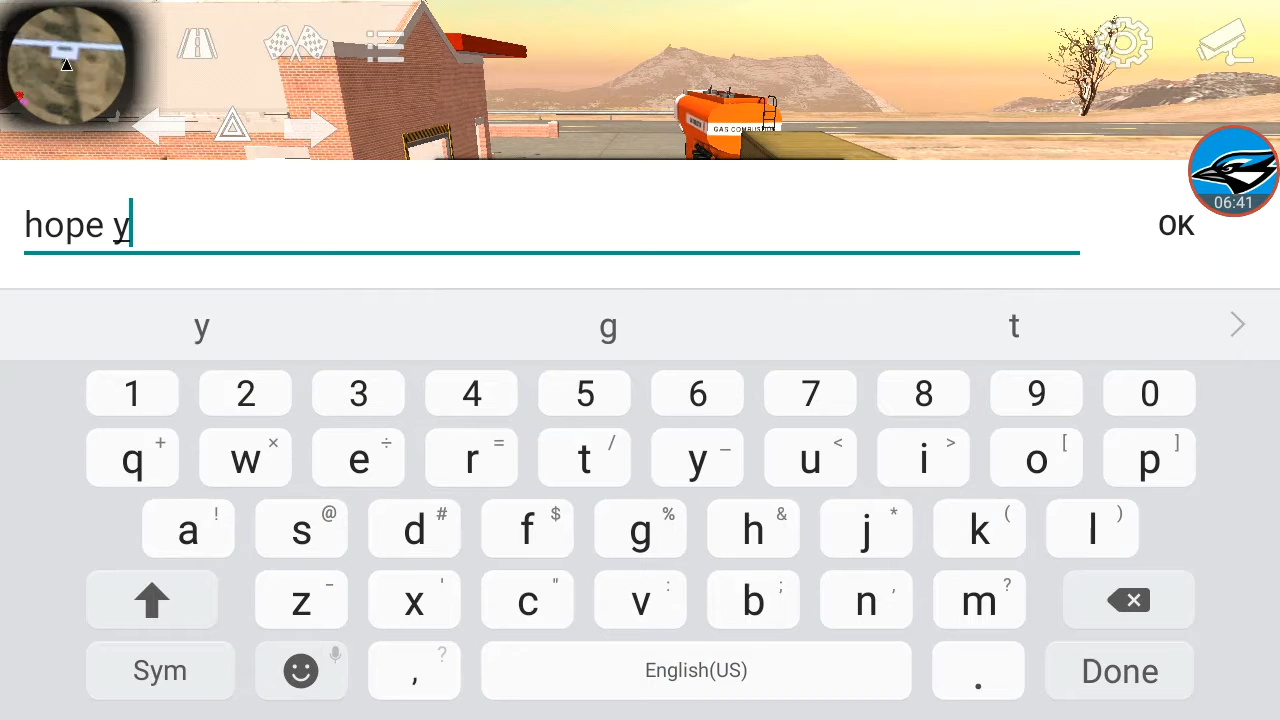 GAS COMBUS
06:41
hope y
OK
y g t
1 2 3 4 5 6 7 8 9 0
q + w × e ÷ r = t / y _ u < i > o [ p ]
a ! s @ d # f $ g % h & j * k ( l )
z - x ' c " v : b ; n , m ?
Sym , ? English(US) . Done